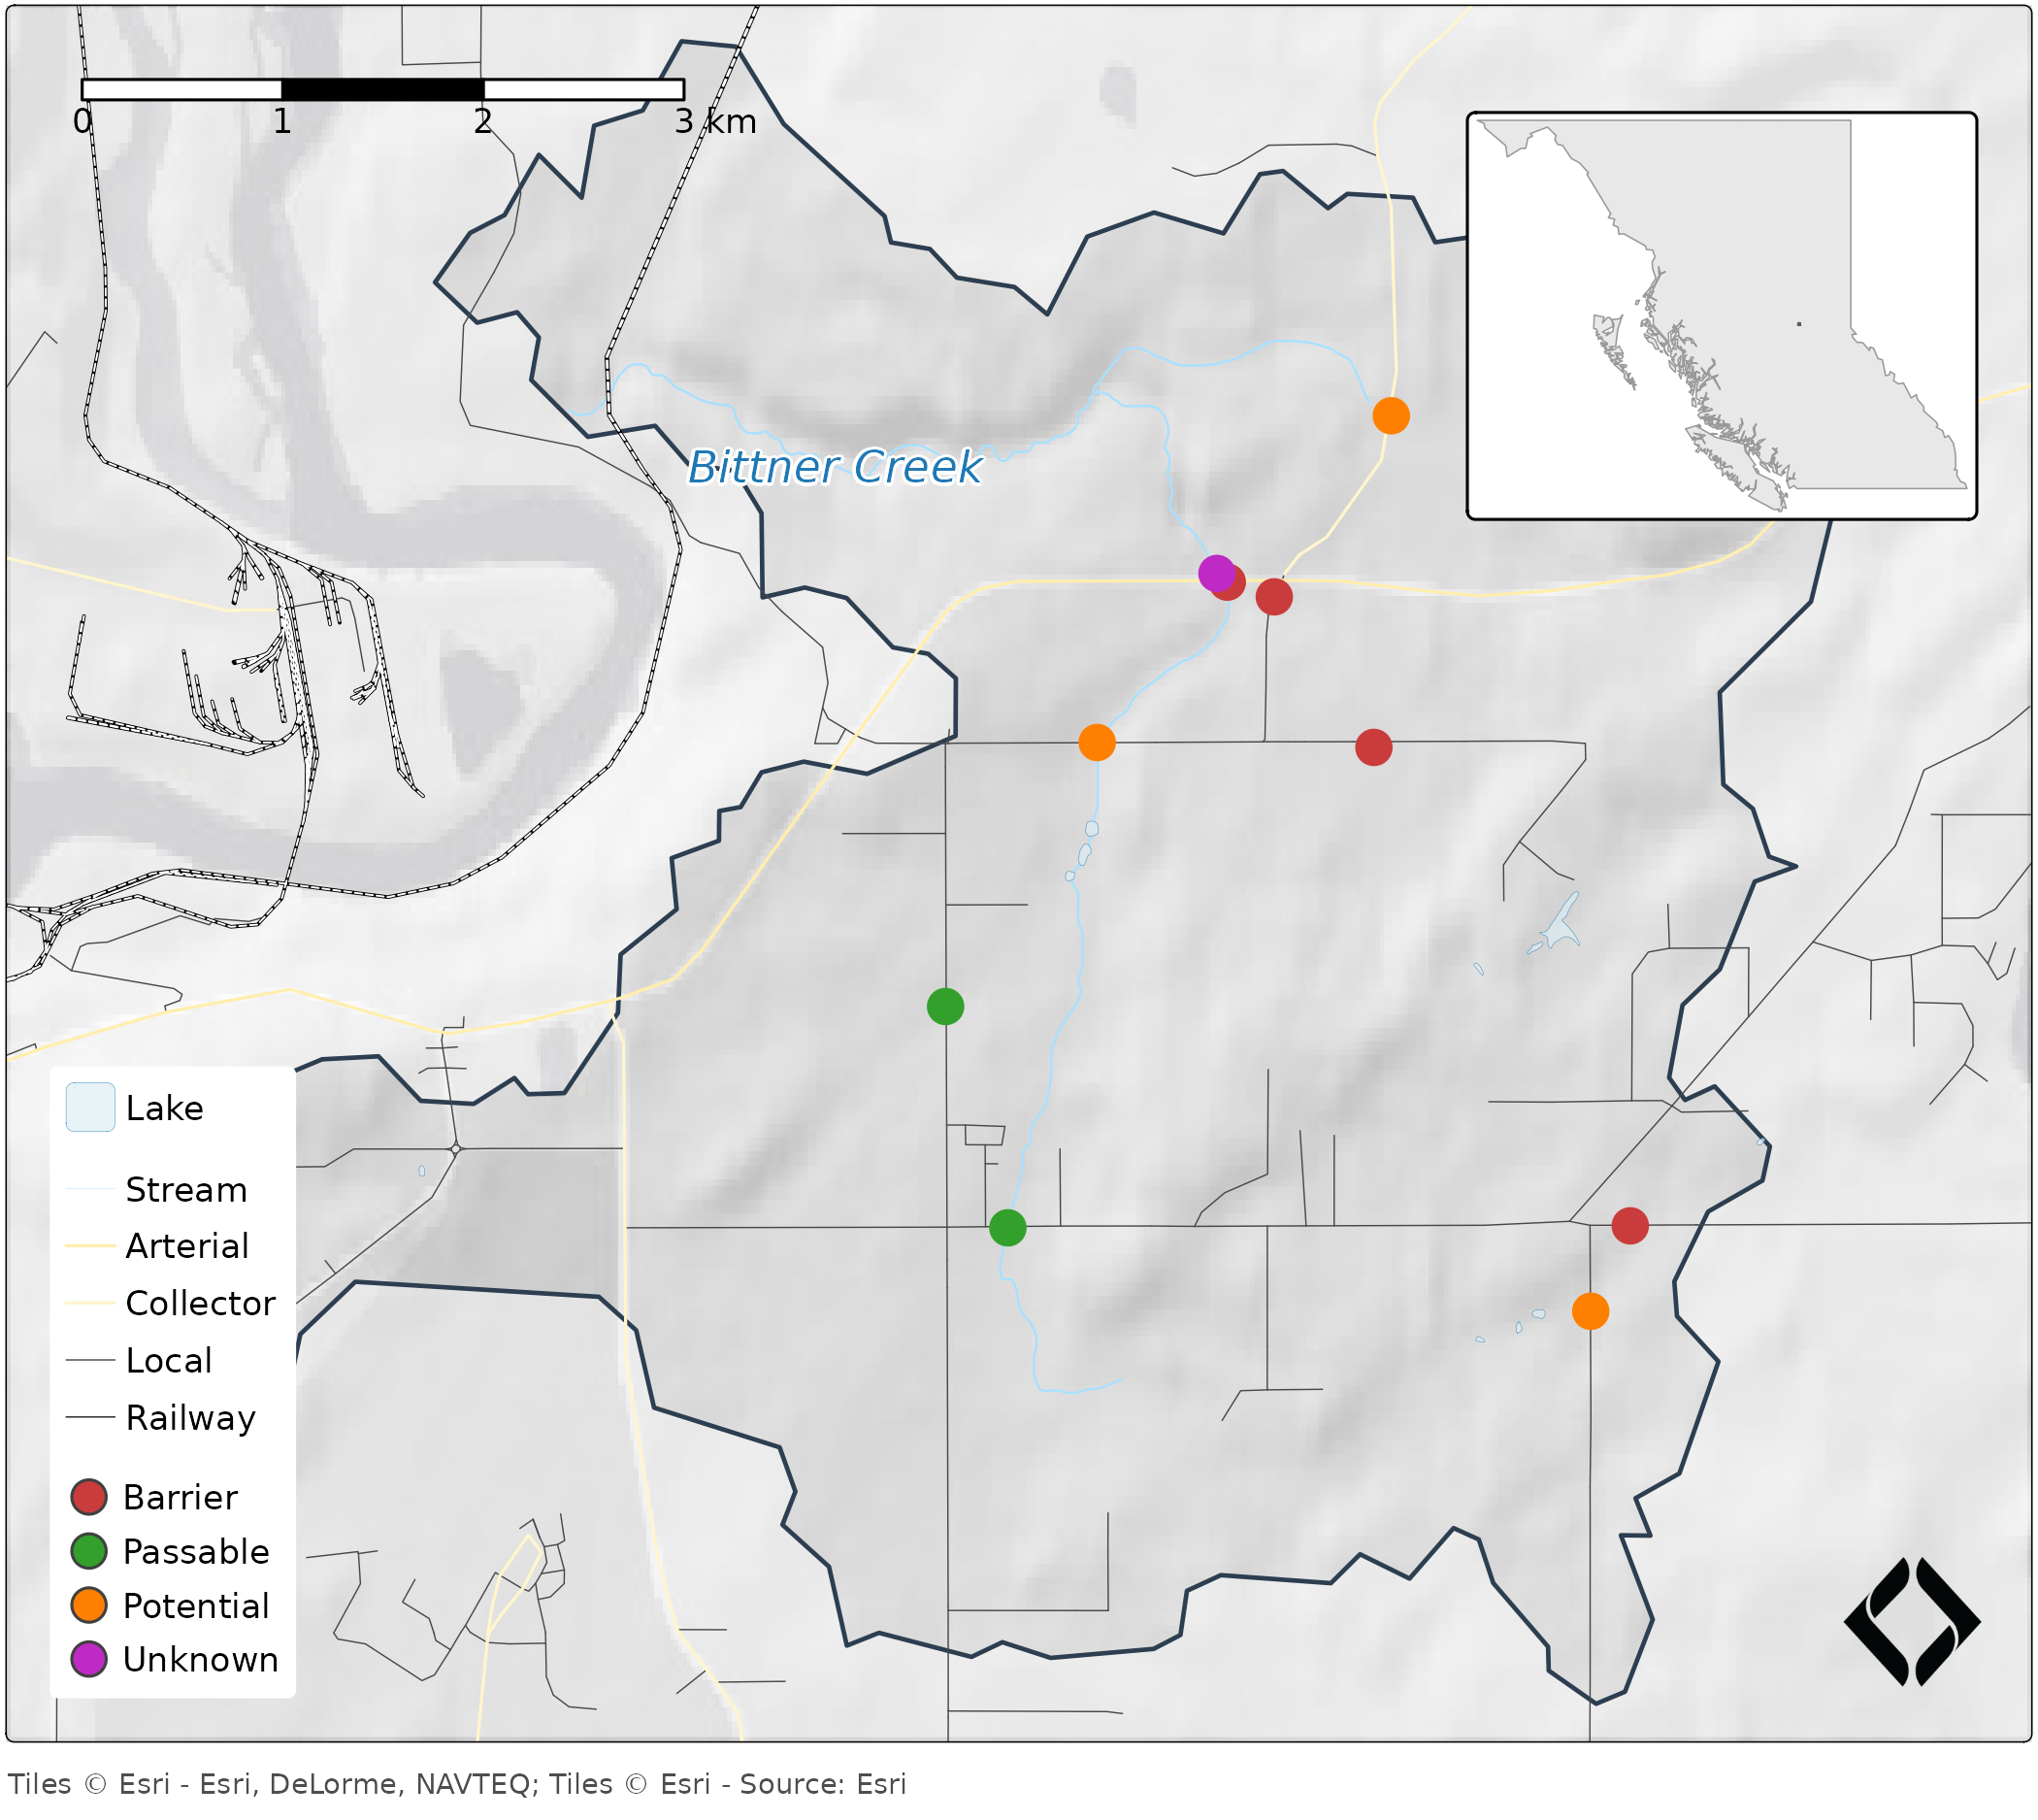 0 1 2 3 km
Bittner Creek
Lake
Stream
Arterial
Collector
Local
Railway
Barrier
Passable
Potential
Unknown
Tiles © Esri - Esri, DeLorme, NAVTEQ; Tiles © Esri - Source: Esri